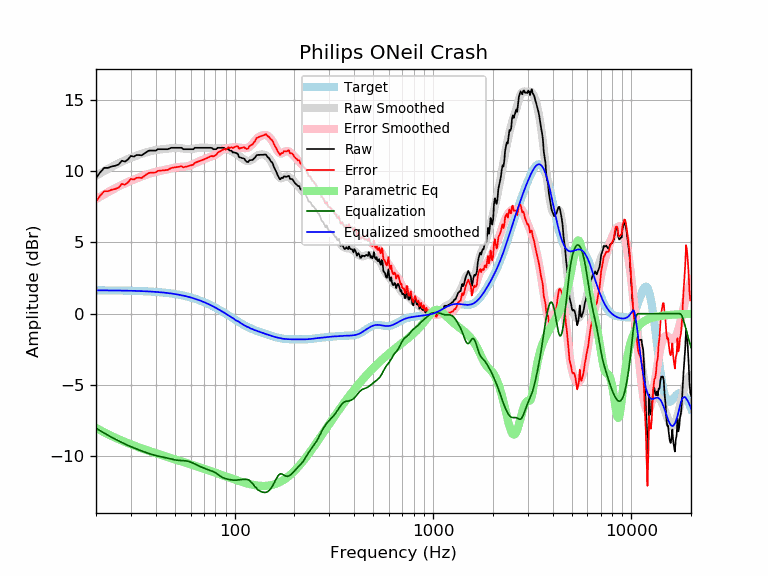 Philips ONeil Crash
Target
Raw Smoothed
Error Smoothed
Raw
Error
Parametric Eq
Equalization
Equalized smoothed
15
10
5
0
−5
−10
Amplitude (dBr)
100
1000
10000
Frequency (Hz)